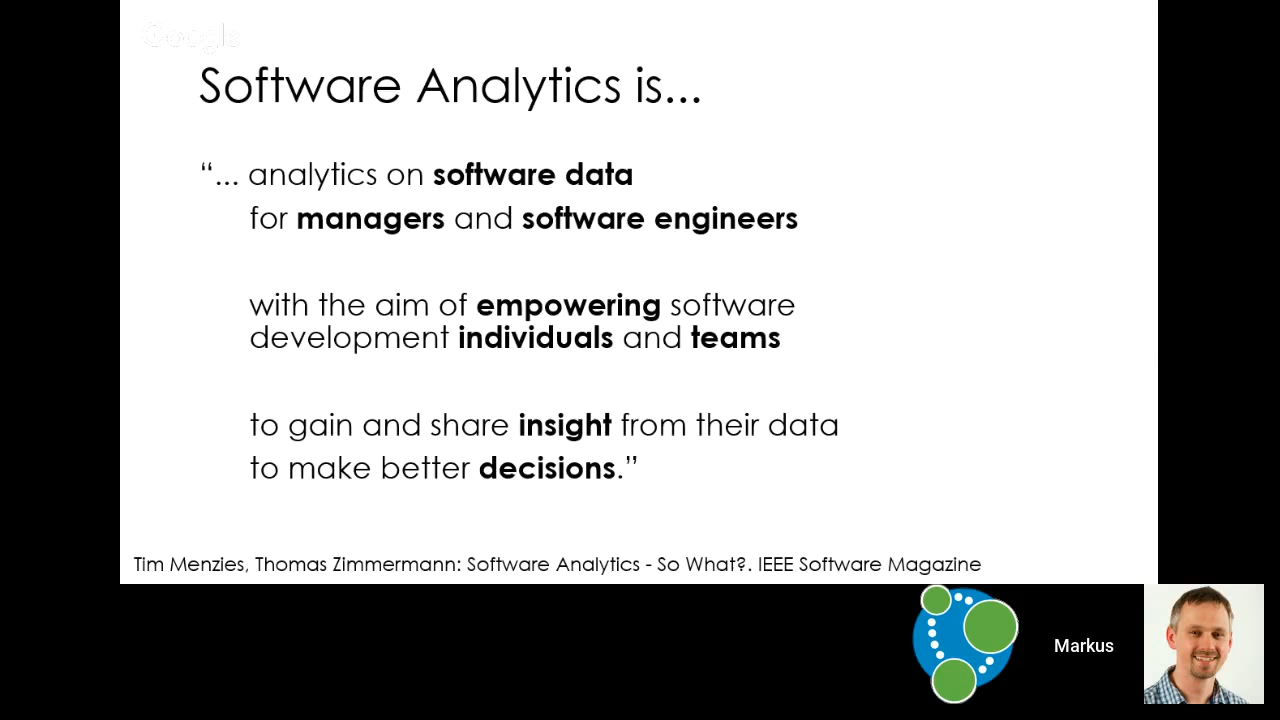 Google
Software Analytics is...
“... analytics on software data
for managers and software engineers
with the aim of empowering software
development individuals and teams
to gain and share insight from their data
to make better decisions.”
Tim Menzies, Thomas Zimmermann: Software Analytics - So What?. IEEE Software Magazine
Markus